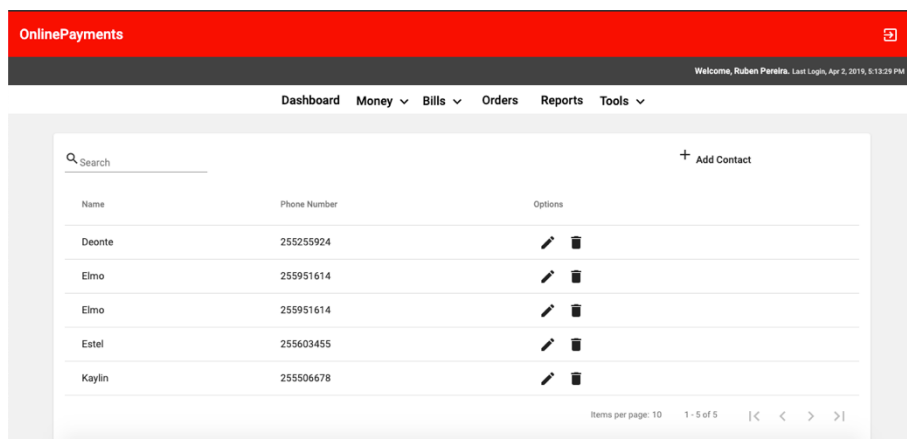 OnlinePayments
Welcome, Ruben Pereira. Last Login, Apr 2, 2019, 5:13:29 PM
Dashboard Money Bills Orders Reports Tools
Search + Add Contact
Name Phone Number Options
Deonte 255255924
Elmo 255951614
Elmo 255951614
Estel 255603455
Kaylin 255506678
Items per page: 10 1 - 5 of 5